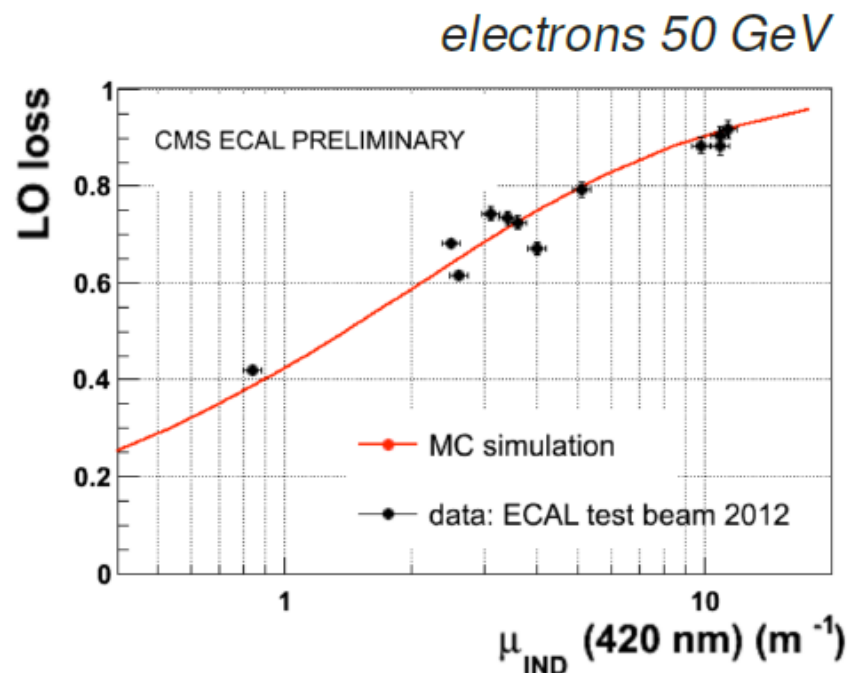 electrons 50 GeV
CMS ECAL PRELIMINARY
LO loss
1
0.8
0.6
0.4
0.2
0
MC simulation
data: ECAL test beam 2012
1
10
μIND (420 nm) (m⁻¹)